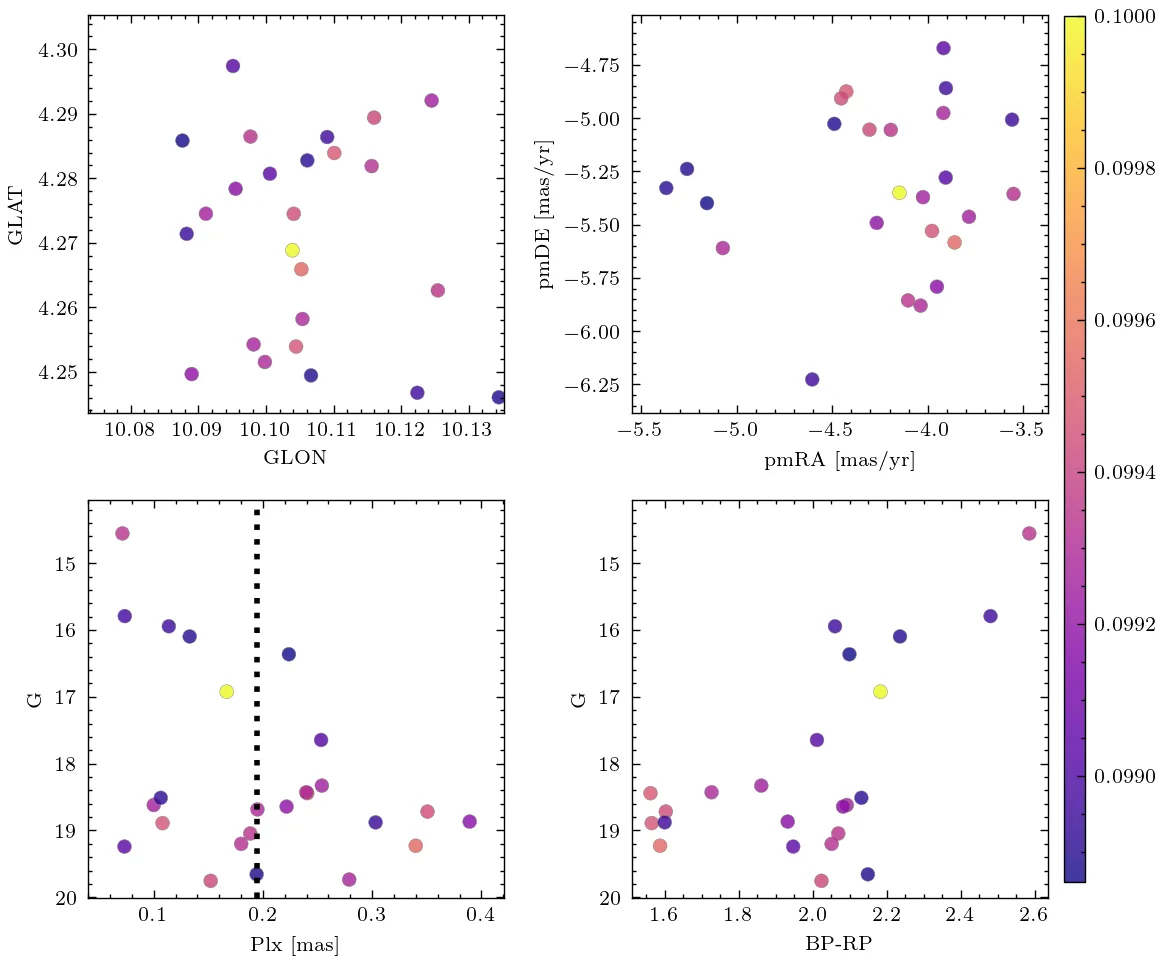 4.30
4.29
4.28
4.27
4.26
4.25
GLAT
10.08 10.09 10.10 10.11 10.12 10.13
GLON
−4.75
−5.00
−5.25
−5.50
−5.75
−6.00
−6.25
pmDE [mas/yr]
−5.5 −5.0 −4.5 −4.0 −3.5
pmRA [mas/yr]
0.1000
0.0998
0.0996
0.0994
0.0992
0.0990
15
16
17
18
19
20
G
0.1 0.2 0.3 0.4
Plx [mas]
15
16
17
18
19
20
G
1.6 1.8 2.0 2.2 2.4 2.6
BP-RP